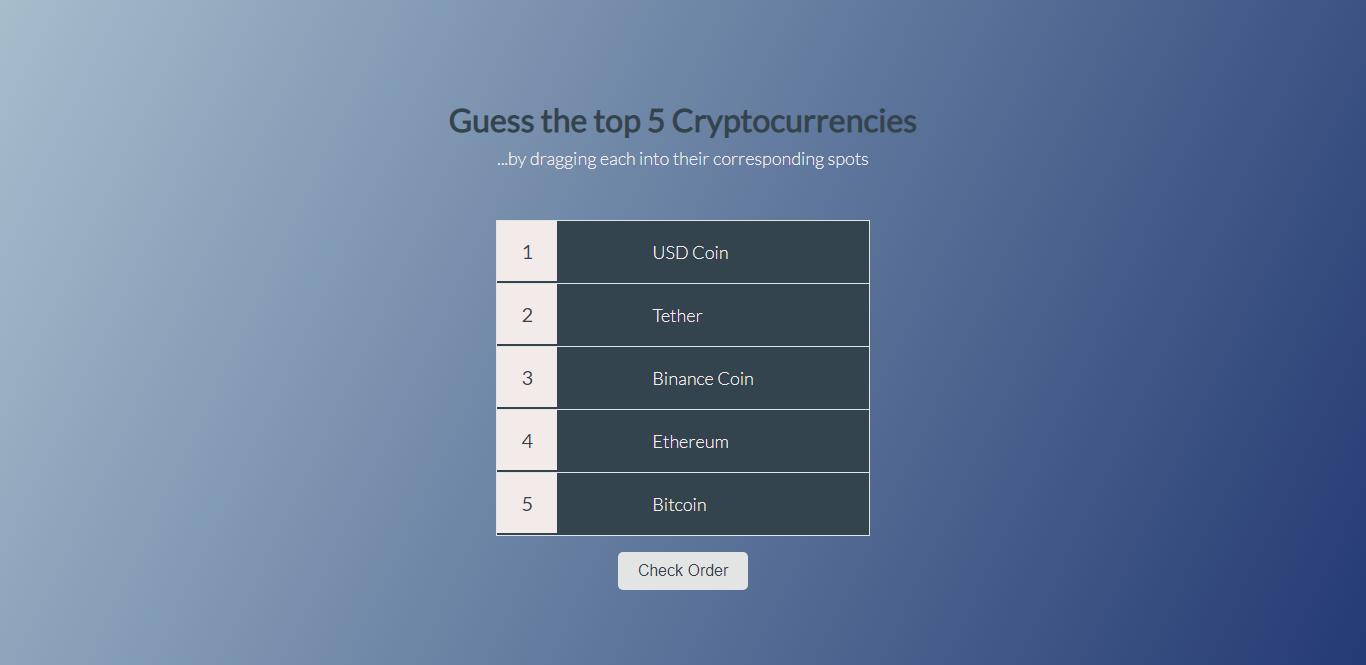 Guess the top 5 Cryptocurrencies
...by dragging each into their corresponding spots
1 USD Coin
2 Tether
3 Binance Coin
4 Ethereum
5 Bitcoin
Check Order